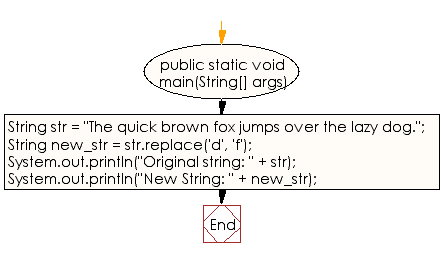 public static void
main(String[] args)
String str = "The quick brown fox jumps over the lazy dog.";
String new_str = str.replace('d', 'f');
System.out.println("Original string: " + str);
System.out.println("New String: " + new_str);
End